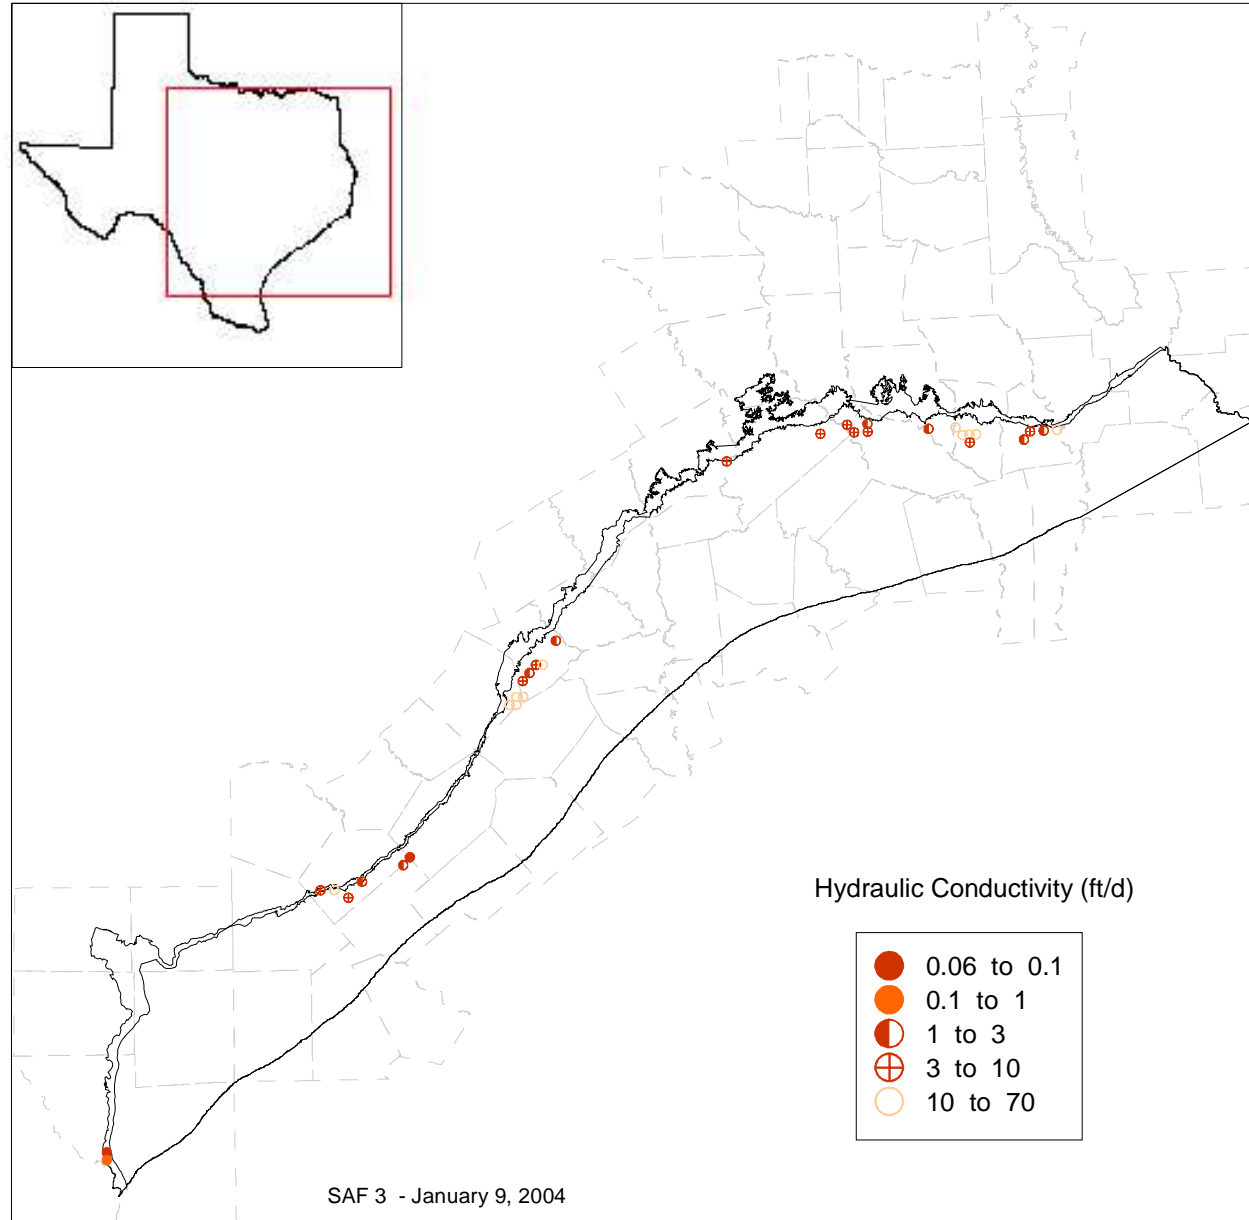 Hydraulic Conductivity (ft/d)
0.06 to 0.1
0.1 to 1
1 to 3
3 to 10
10 to 70
SAF 3 - January 9, 2004